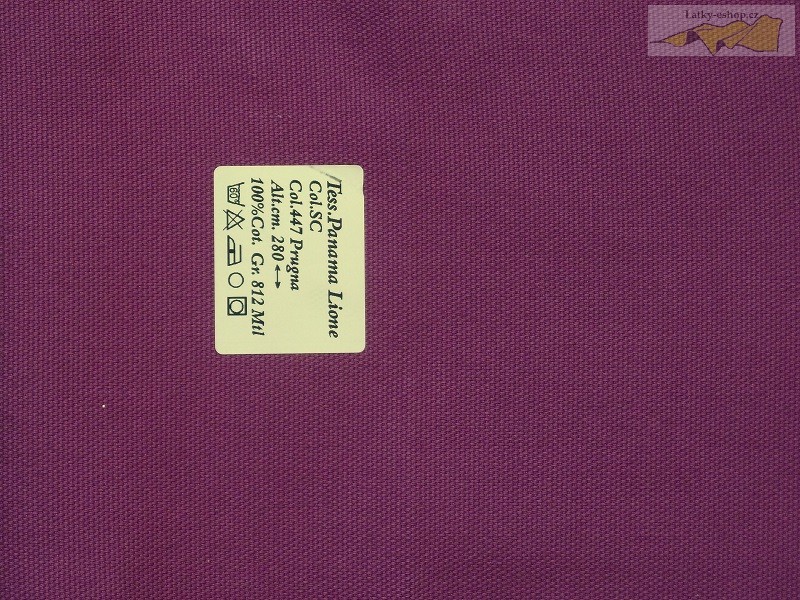 Latky-eshop.cz
Tess.Panama Lione
Col.SC
Col.447 Prugna
Alt.cm. 280 ↔
100%Cot. Gr. 812 Mtl
60°